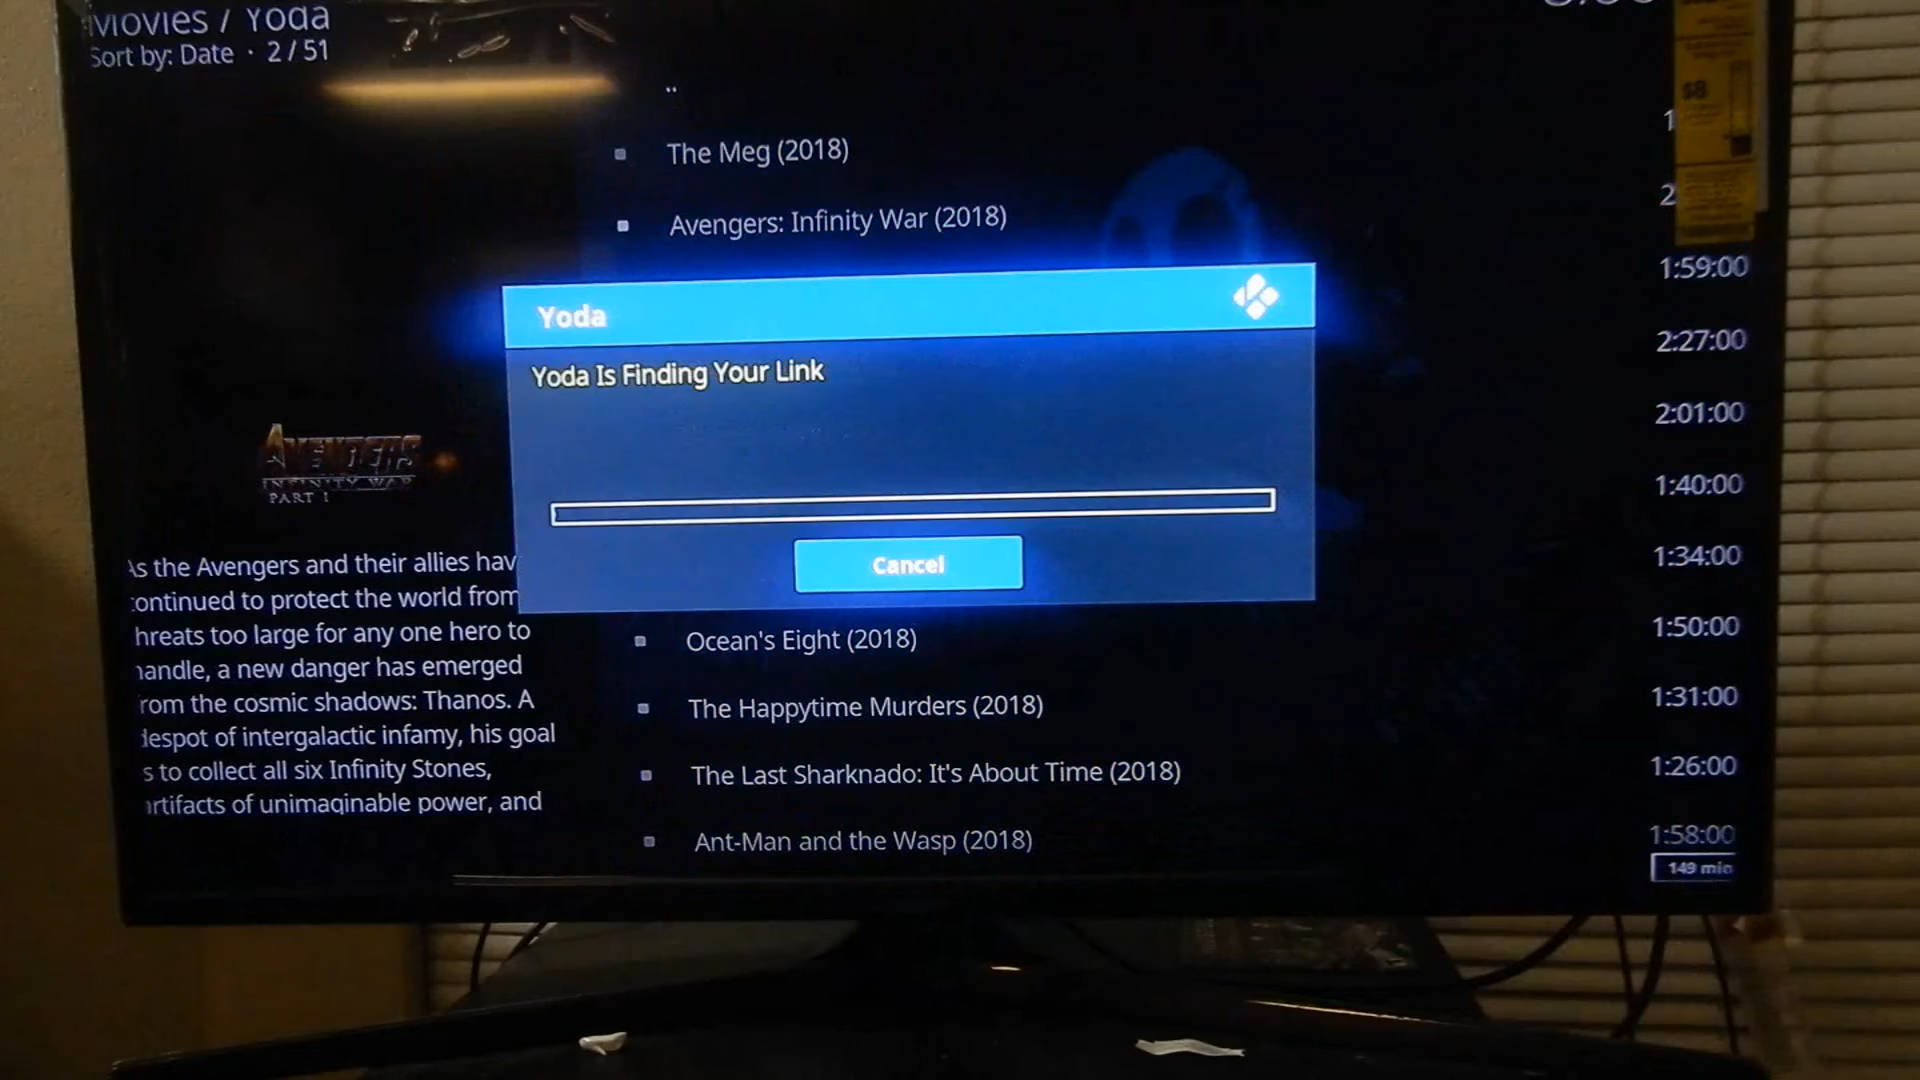 Movies / Yoda
Sort by: Date · 2 / 51
..
The Meg (2018)
Avengers: Infinity War (2018)
$8
1:59:00
Yoda
2:27:00
Yoda Is Finding Your Link
2:01:00
AVENGERS
INFINITY WAR
PART I
1:40:00
Cancel
1:34:00
As the Avengers and their allies hav
continued to protect the world from
threats too large for any one hero to
handle, a new danger has emerged
from the cosmic shadows: Thanos. A
despot of intergalactic infamy, his goal
is to collect all six Infinity Stones,
artifacts of unimaginable power, and
Ocean's Eight (2018)
1:50:00
The Happytime Murders (2018)
1:31:00
The Last Sharknado: It's About Time (2018)
1:26:00
Ant-Man and the Wasp (2018)
1:58:00
149 min